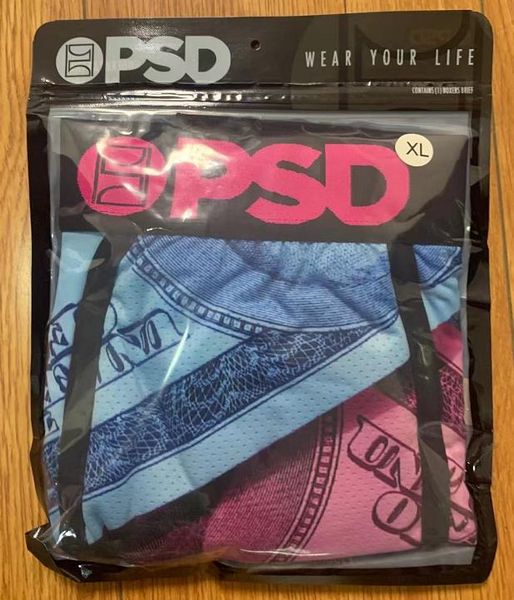 PSD
WEAR YOUR LIFE
CONTAINS (1) BOXERS BRIEF
PSD
XL